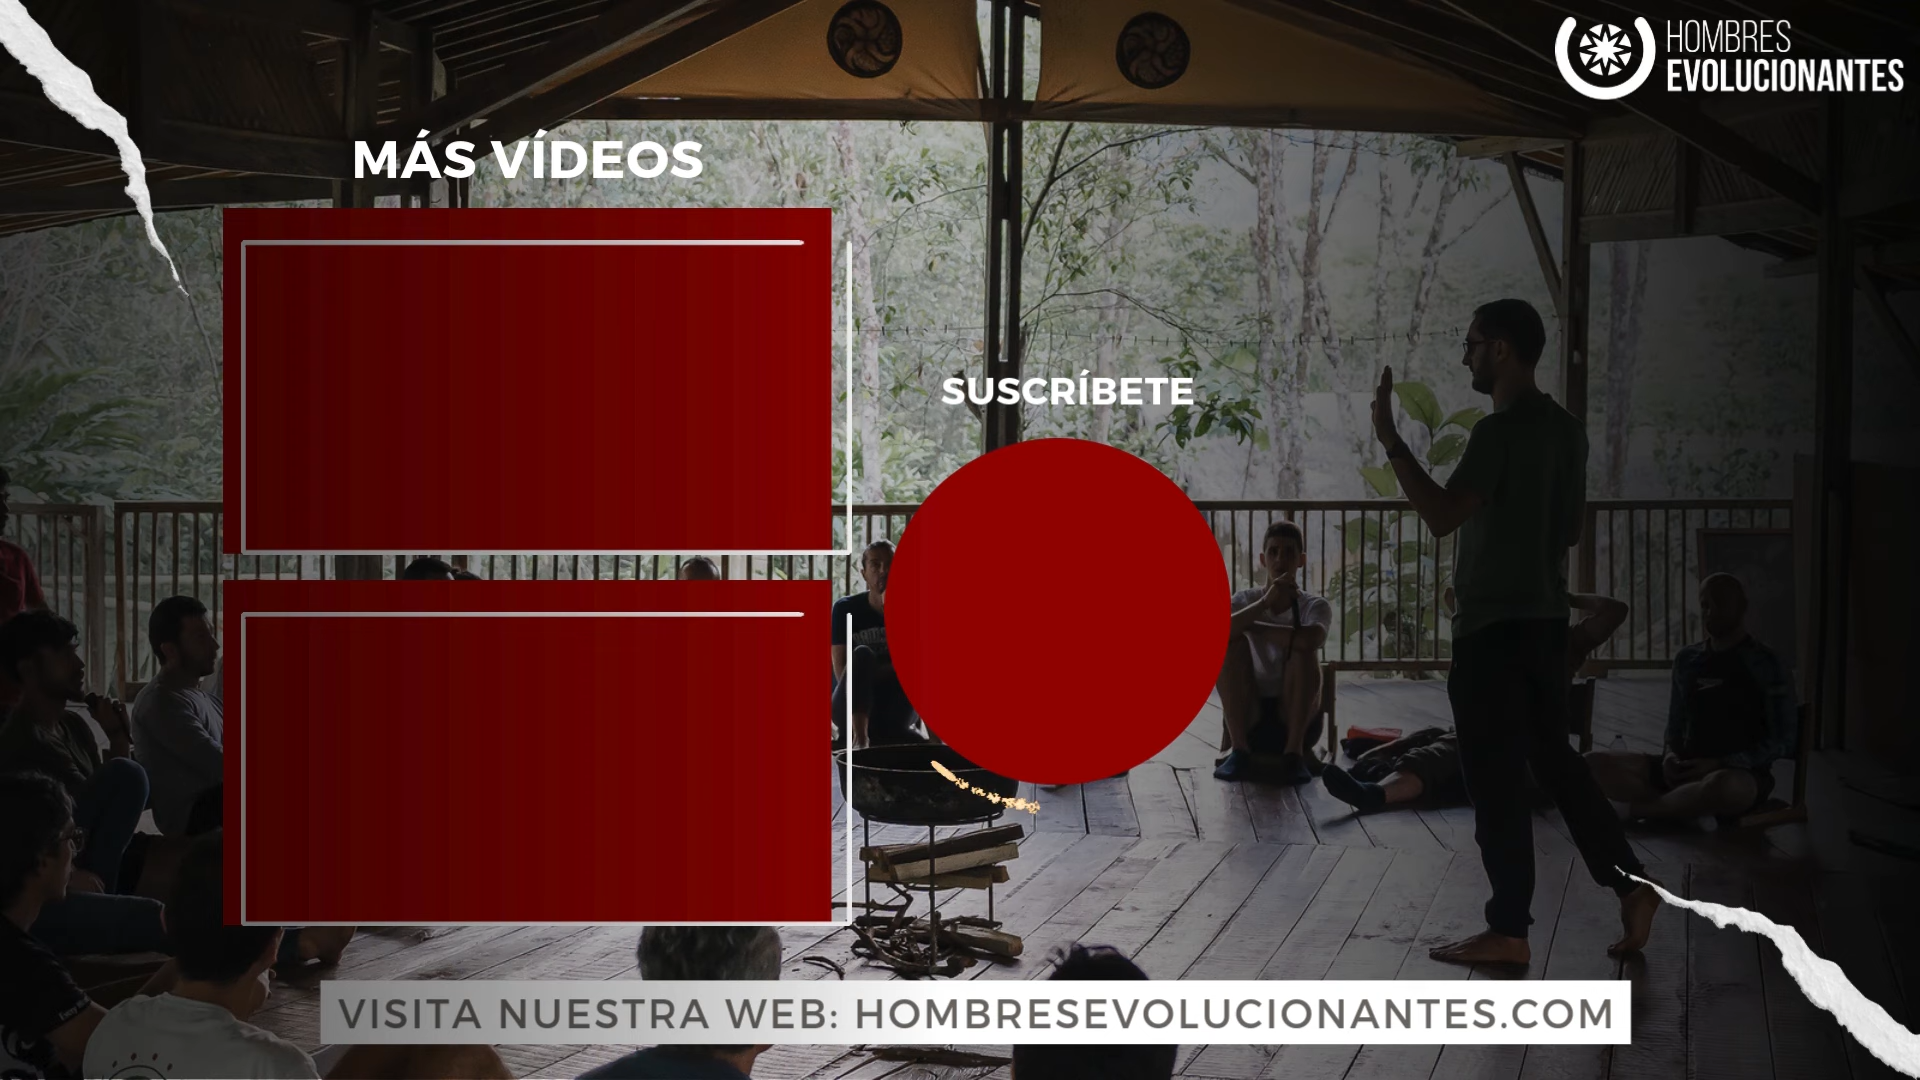 HOMBRES
EVOLUCIONANTES
MÁS VÍDEOS
SUSCRÍBETE
VISITA NUESTRA WEB: HOMBRESEVOLUCIONANTES.COM